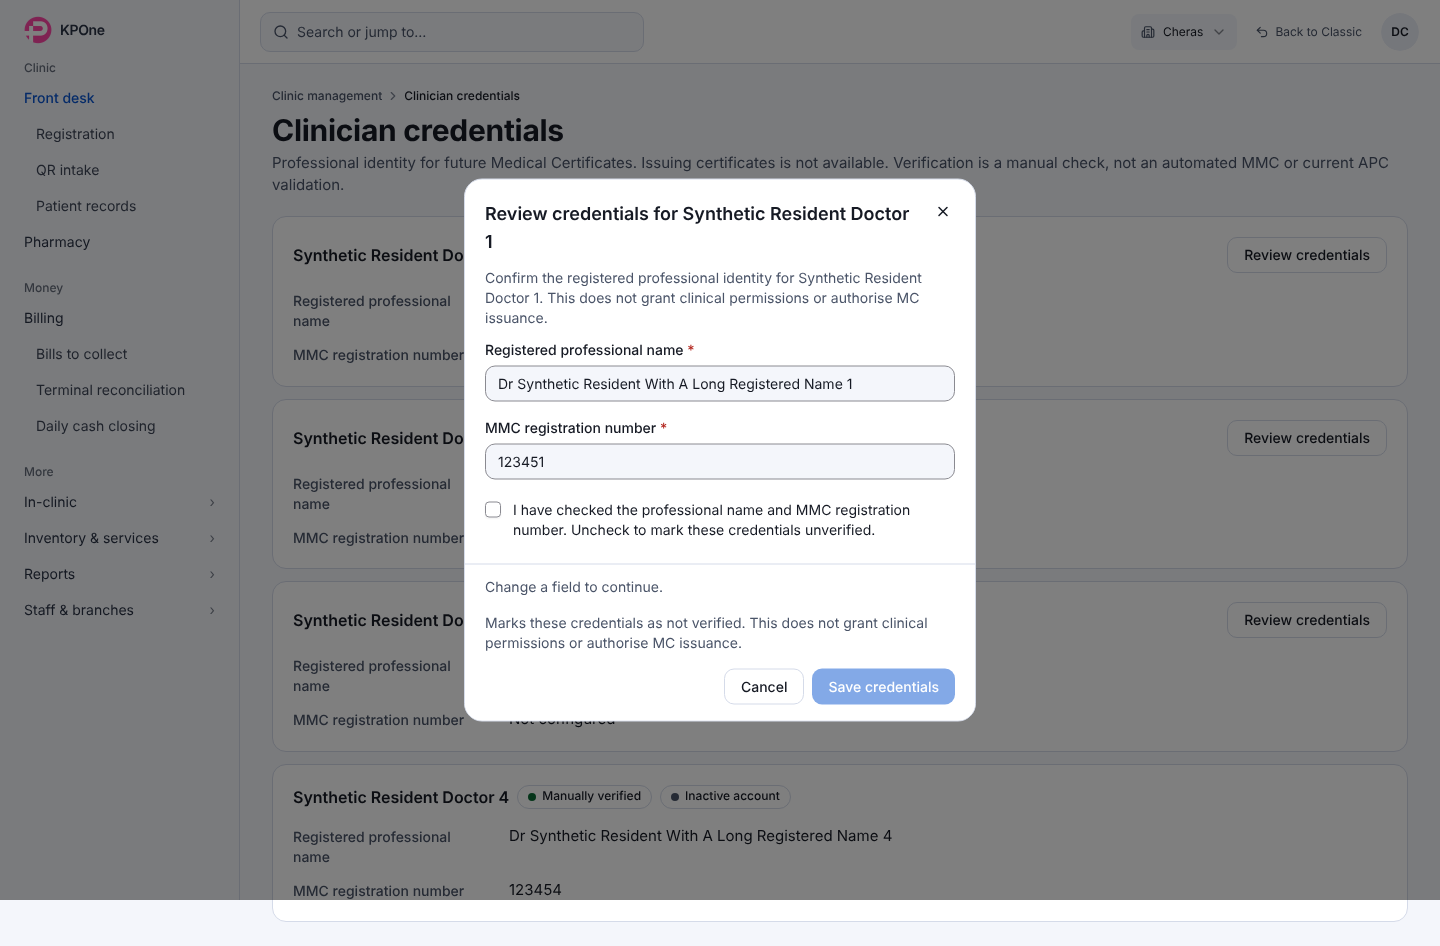 KPOne
Search or jump to...
Cheras
Back to Classic
DC
Clinic
Front desk
Registration
QR intake
Patient records
Pharmacy
Money
Billing
Bills to collect
Terminal reconciliation
Daily cash closing
More
In-clinic
Inventory & services
Reports
Staff & branches
Clinic management > Clinician credentials
Clinician credentials
Professional identity for future Medical Certificates. Issuing certificates is not available. Verification is a manual check, not an automated MMC or current APC
validation.
Synthetic Resident Do
Review credentials
Registered professional
name
MMC registration number
Synthetic Resident Do
Review credentials
Registered professional
name
MMC registration number
Synthetic Resident Do
Review credentials
Registered professional
name
MMC registration number
Synthetic Resident Doctor 4
Manually verified
Inactive account
Registered professional
name
Dr Synthetic Resident With A Long Registered Name 4
MMC registration number
123454
Review credentials for Synthetic Resident Doctor
1
Confirm the registered professional identity for Synthetic Resident
Doctor 1. This does not grant clinical permissions or authorise MC
issuance.
Registered professional name *
Dr Synthetic Resident With A Long Registered Name 1
MMC registration number *
123451
I have checked the professional name and MMC registration
number. Uncheck to mark these credentials unverified.
Change a field to continue.
Marks these credentials as not verified. This does not grant clinical
permissions or authorise MC issuance.
Cancel
Save credentials